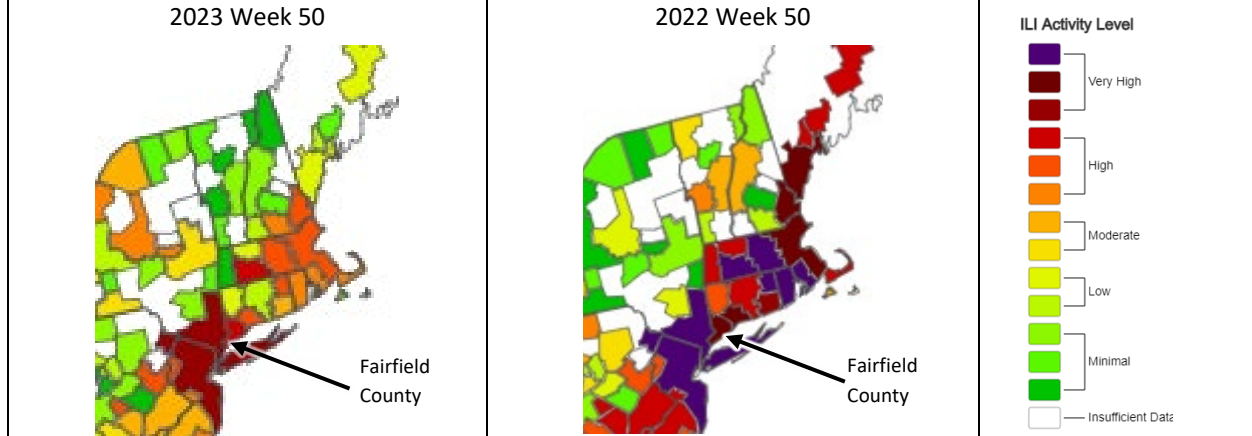 2023 Week 50
Fairfield
County
2022 Week 50
Fairfield
County
ILI Activity Level
Very High
High
Moderate
Low
Minimal
Insufficient Data